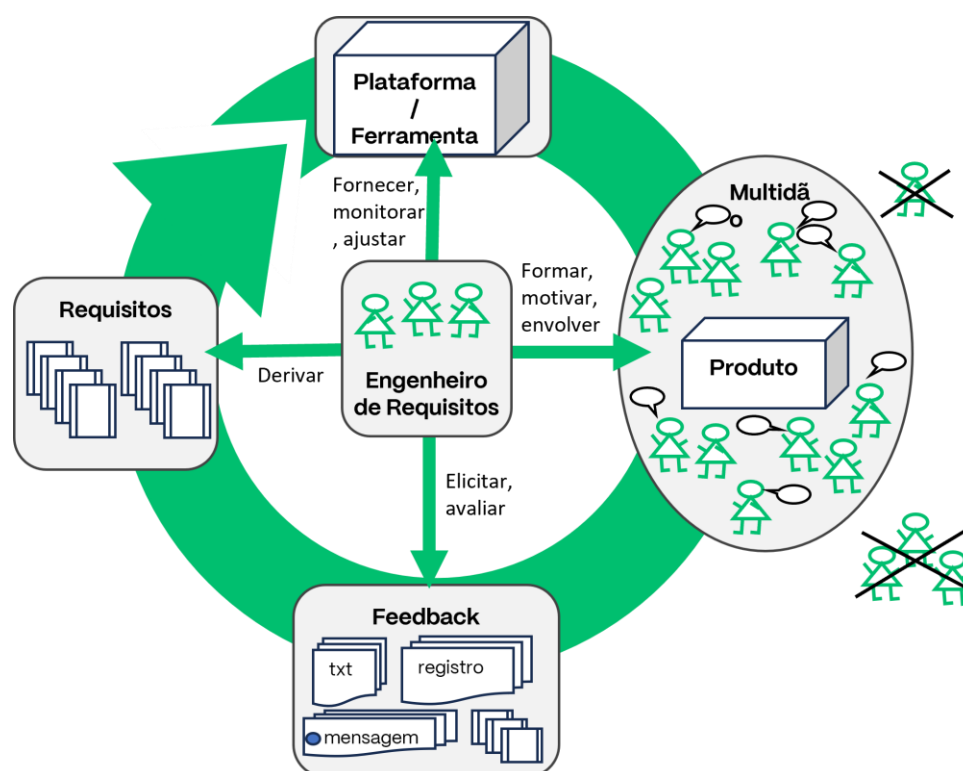 Plataforma
/
Ferramenta
Fornecer,
monitorar
, ajustar
Multidã
o
Formar,
motivar,
envolver
Requisitos
Derivar
Engenheiro
de Requisitos
Produto
Elicitar,
avaliar
Feedback
txt
registro
mensagem